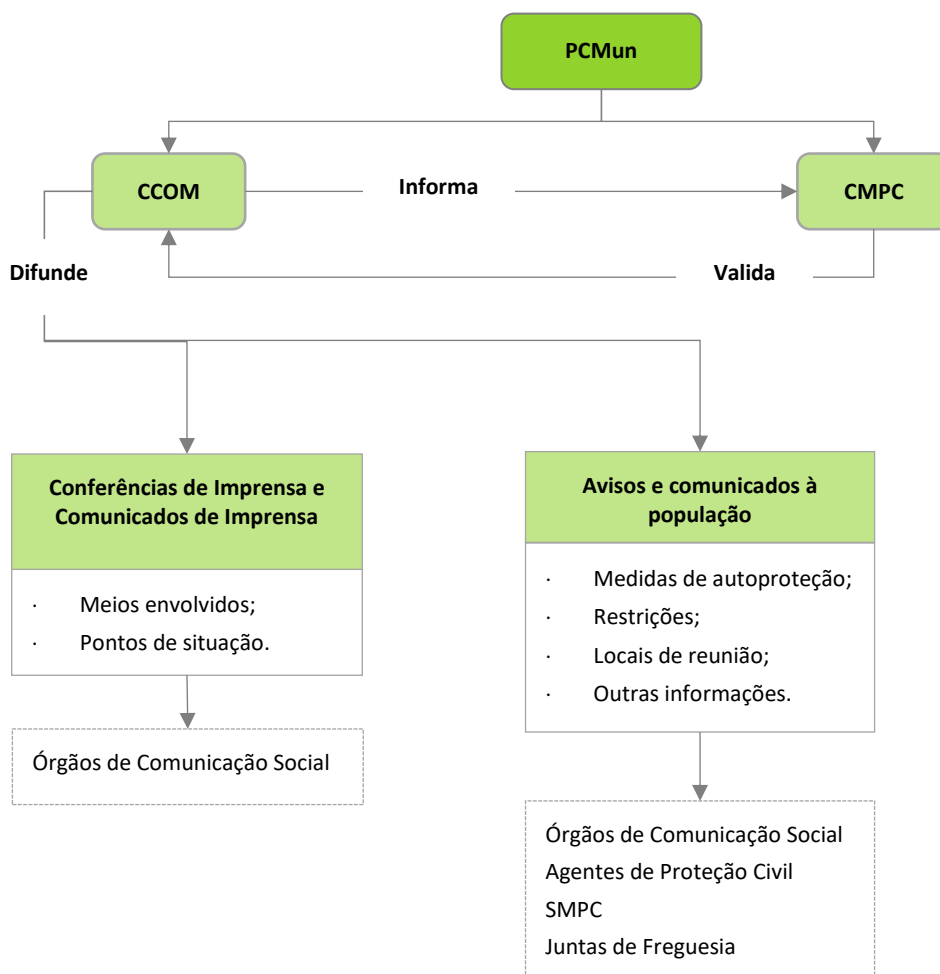 PCMun
CCOM
Informa
CMPC
Difunde
Valida
Conferências de Imprensa e
Comunicados de Imprensa
· Meios envolvidos;
· Pontos de situação.
Órgãos de Comunicação Social
Avisos e comunicados à
população
· Medidas de autoproteção;
· Restrições;
· Locais de reunião;
· Outras informações.
Órgãos de Comunicação Social
Agentes de Proteção Civil
SMPC
Juntas de Freguesia